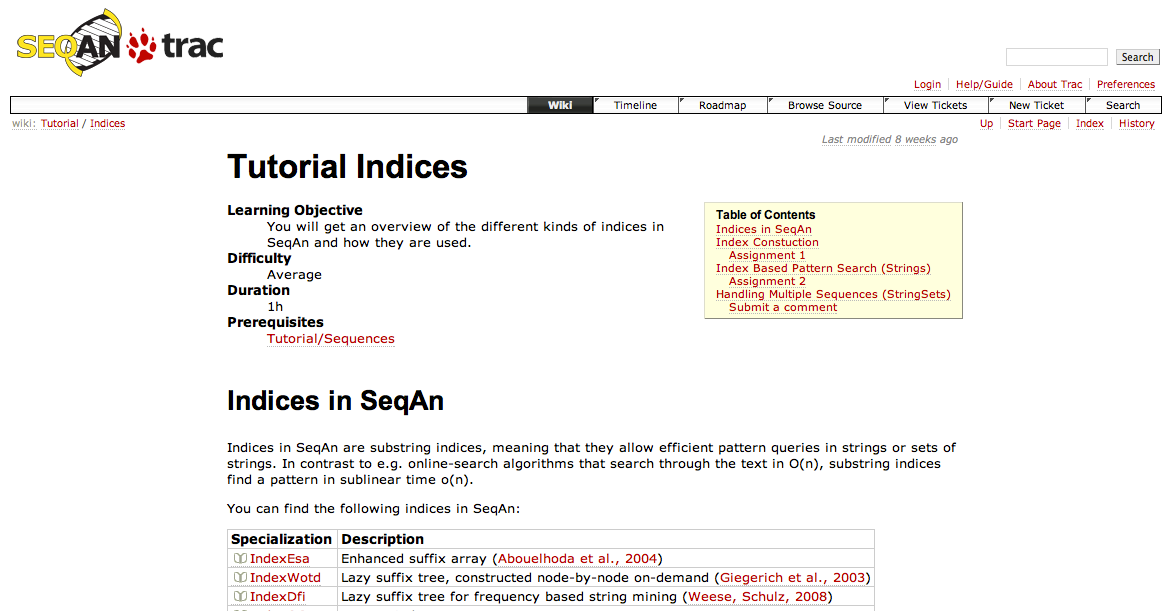 SEQAN trac
Search
Login Help/Guide About Trac Preferences
Wiki Timeline Roadmap Browse Source View Tickets New Ticket Search
wiki: Tutorial / Indices
Up Start Page Index History
Last modified 8 weeks ago
Tutorial Indices
Learning Objective
You will get an overview of the different kinds of indices in
SeqAn and how they are used.
Difficulty
Average
Duration
1h
Prerequisites
Tutorial/Sequences
Table of Contents
Indices in SeqAn
Index Constuction
Assignment 1
Index Based Pattern Search (Strings)
Assignment 2
Handling Multiple Sequences (StringSets)
Submit a comment
Indices in SeqAn
Indices in SeqAn are substring indices, meaning that they allow efficient pattern queries in strings or sets of
strings. In contrast to e.g. online-search algorithms that search through the text in O(n), substring indices
find a pattern in sublinear time o(n).
You can find the following indices in SeqAn:
Specialization Description
IndexEsa Enhanced suffix array (Abouelhoda et al., 2004)
IndexWotd Lazy suffix tree, constructed node-by-node on-demand (Giegerich et al., 2003)
IndexDfi Lazy suffix tree for frequency based string mining (Weese, Schulz, 2008)